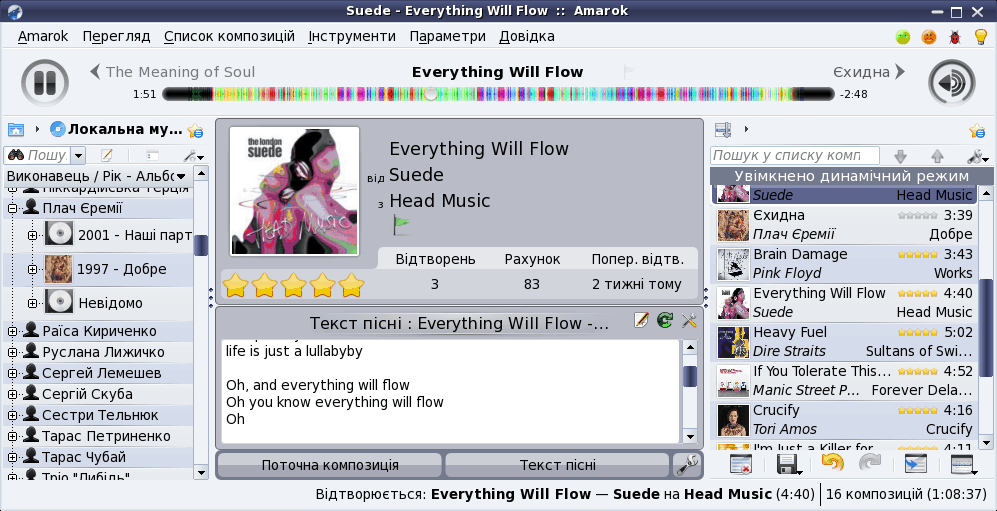 Suede - Everything Will Flow :: Amarok
Amarok Перегляд Список композицій Інструменти Параметри Довідка
The Meaning of Soul
Everything Will Flow
Єхидна
1:51
-2:48
Локальна му...
Пошу
Виконавець / Рік - Альбо
Піккардійська Терція
Плач Єремії
2001 - Наші парт
1997 - Добре
Невідомо
Раїса Кириченко
Руслана Лижичко
Сергей Лемешев
Сергій Скуба
Сестри Тельнюк
Тарас Петриненко
Тарас Чубай
Тріо "Либідь"
the london
suede
HEAD MUSIC
Everything Will Flow
від Suede
з Head Music
Відтворень Рахунок Попер. відтв.
3 83 2 тижні тому
Текст пісні : Everything Will Flow -...
life is just a lullabyby
Oh, and everything will flow
Oh you know everything will flow
Oh
Поточна композиція
Текст пісні
Пошук у списку комп
Увімкнено динамічний режим
Suede Head Music
Єхидна 3:39
Плач Єремії Добре
Brain Damage 3:43
Pink Floyd Works
Everything Will Flow 4:40
Suede Head Music
Heavy Fuel 5:02
Dire Straits Sultans of Swi...
If You Tolerate This... 4:52
Manic Street P... Forever Dela...
Crucify 4:16
Tori Amos Crucify
I'm Just a Killer for 4:11
Відтворюється: Everything Will Flow — Suede на Head Music (4:40)
16 композицій (1:08:37)